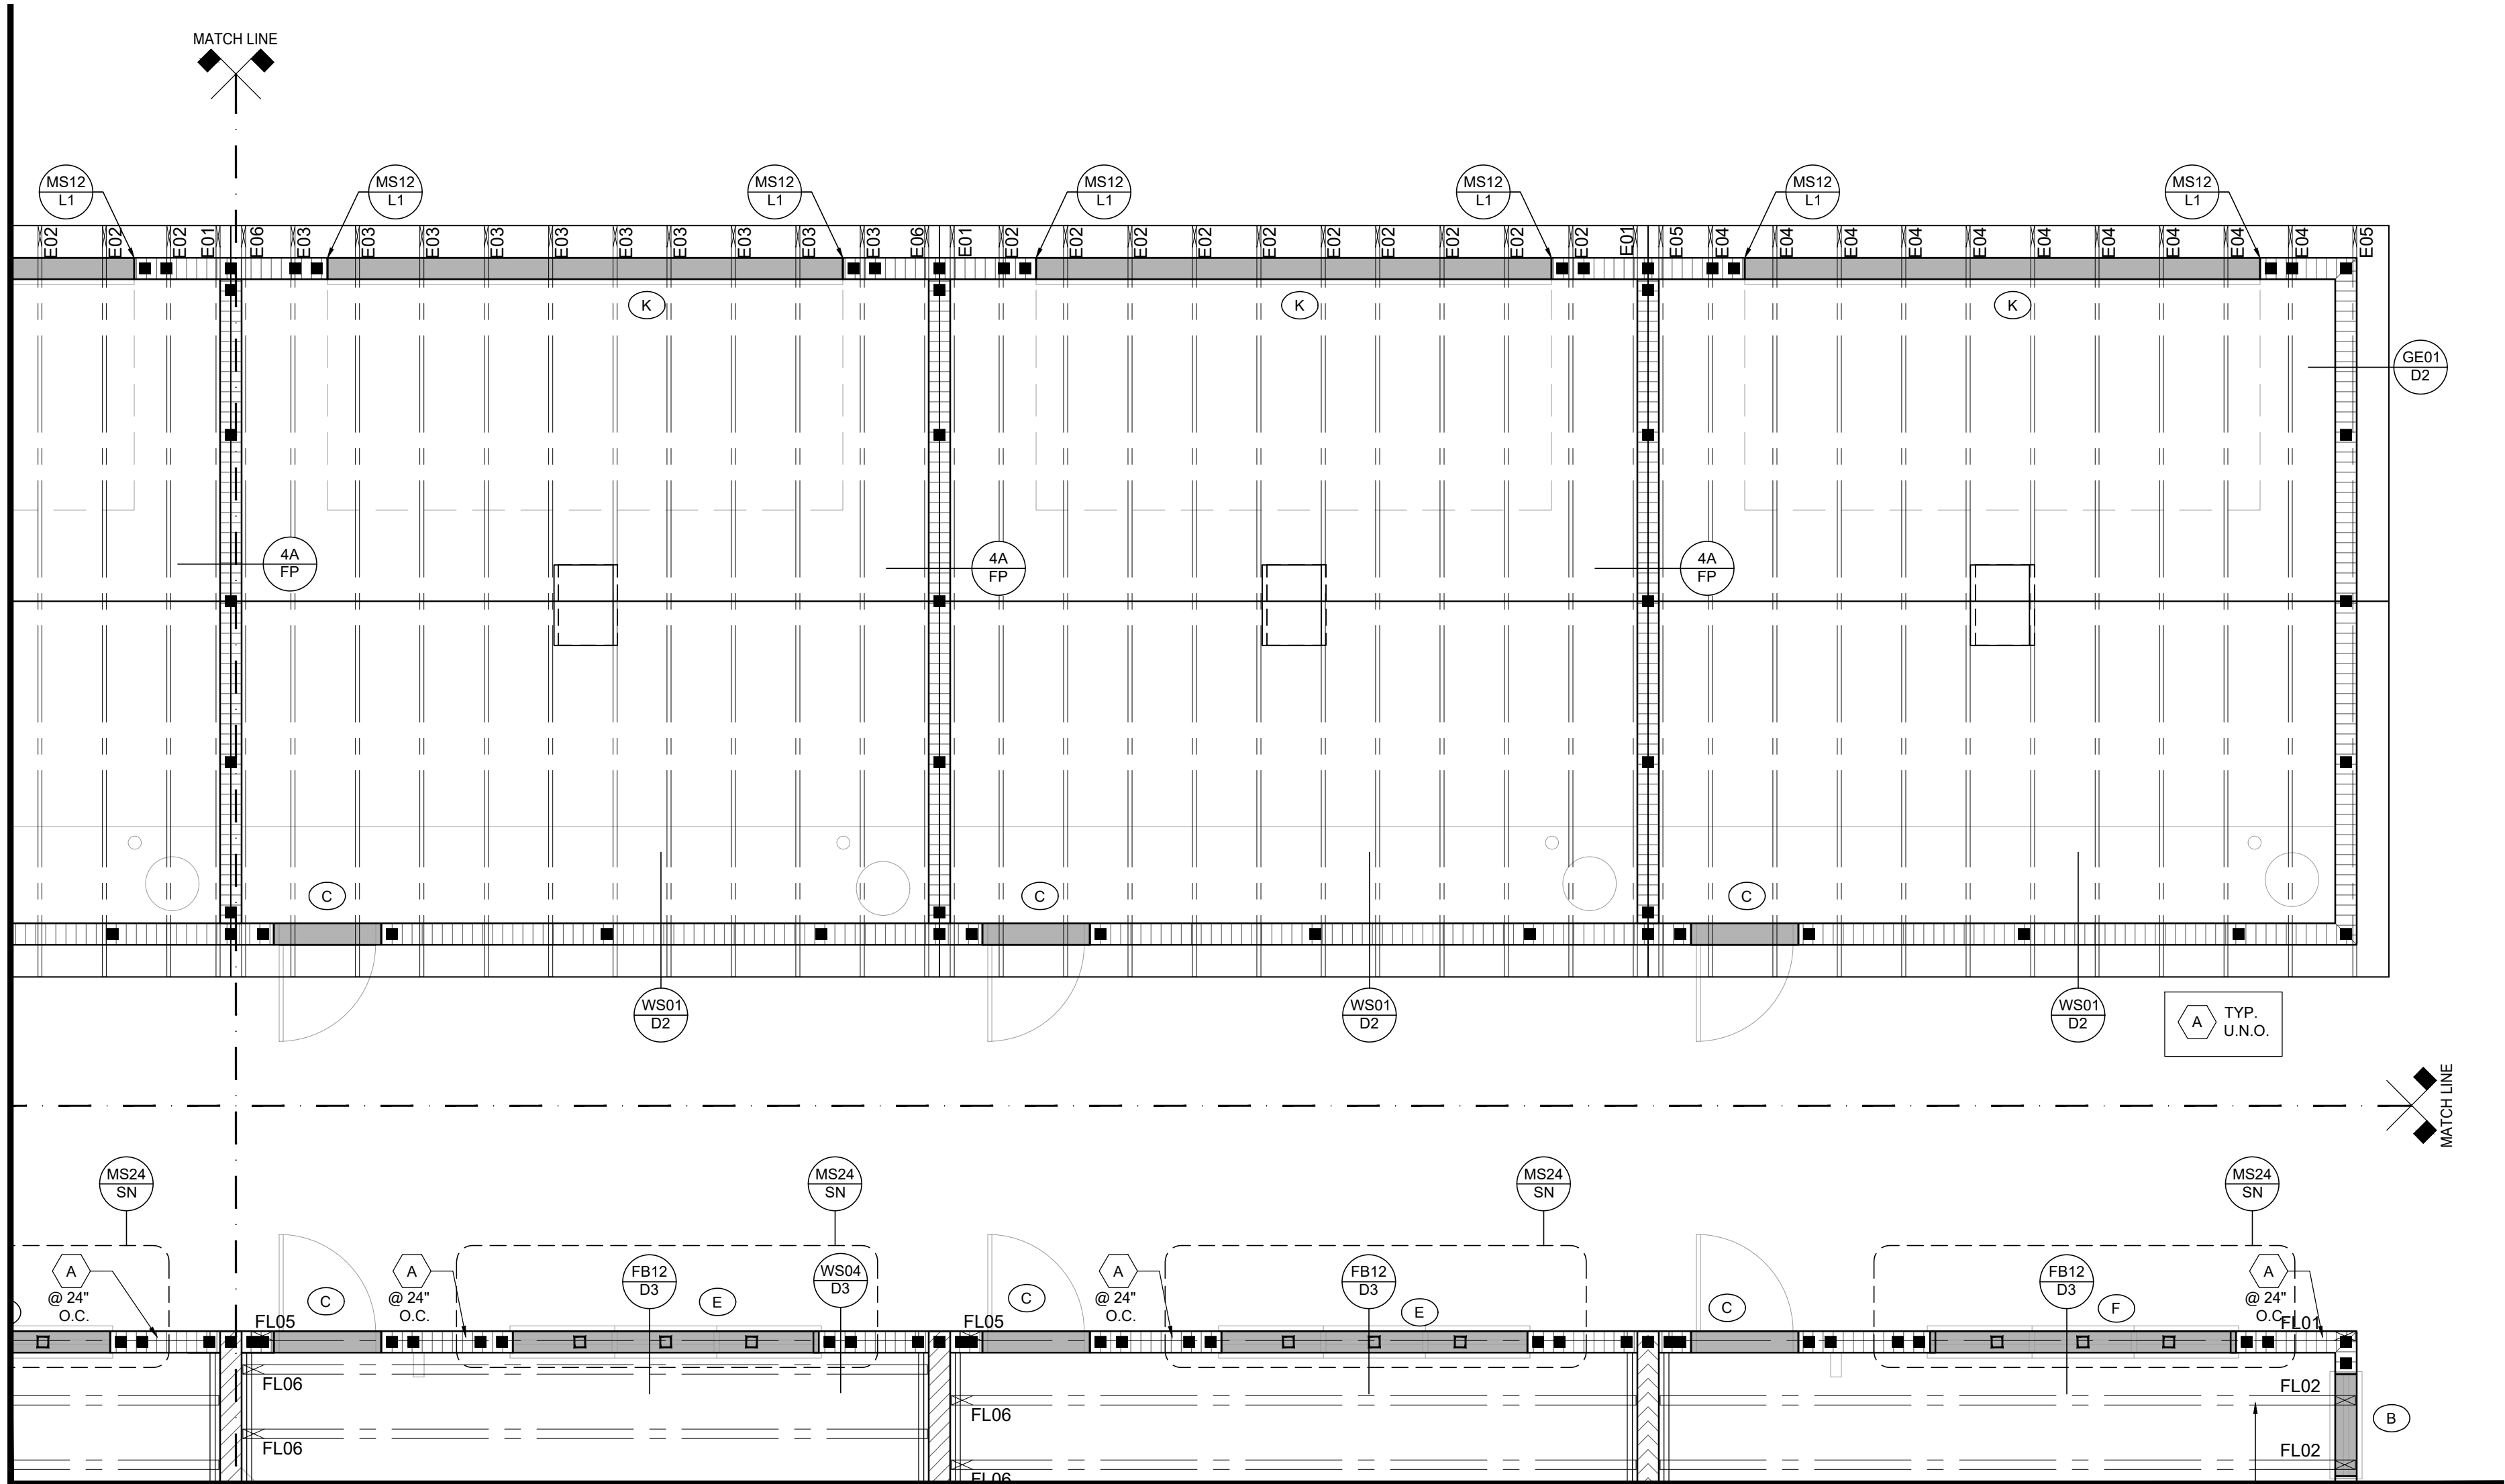 MATCH LINE
MS12
L1
MS12
L1
MS12
L1
MS12
L1
MS12
L1
MS12
L1
MS12
L1
E02
E02
E02
E01
E06
E03
E03
E03
E03
E03
E03
E03
E03
E03
E03
E06
E01
E02
E02
E02
E02
E02
E02
E02
E02
E02
E02
E01
E05
E04
E04
E04
E04
E04
E04
E04
E04
E04
E04
E05
K
K
K
GE01
D2
4A
FP
4A
FP
4A
FP
C
C
C
WS01
D2
WS01
D2
WS01
D2
A
TYP.
U.N.O.
MATCH LINE
MS24
SN
MS24
SN
MS24
SN
MS24
SN
A
@ 24"
O.C.
C
A
@ 24"
O.C.
FB12
D3
E
WS04
D3
C
A
@ 24"
O.C.
FB12
D3
E
C
FB12
D3
F
A
@ 24"
O.C.
FL05
FL05
FL01
FL06
FL06
FL06
FL06
FL02
FL02
B